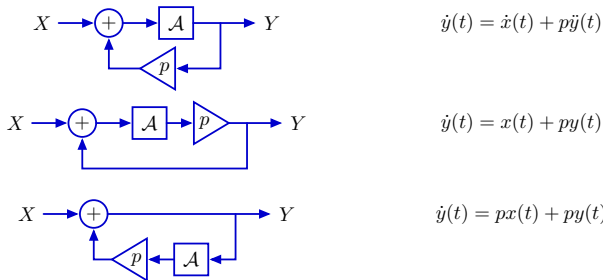 X + 𝒜 Y ẏ(t) = ẋ(t) + pÿ(t)
p
X + 𝒜 p Y ẏ(t) = x(t) + py(t)
X + Y ẏ(t) = px(t) + py(t)
p 𝒜